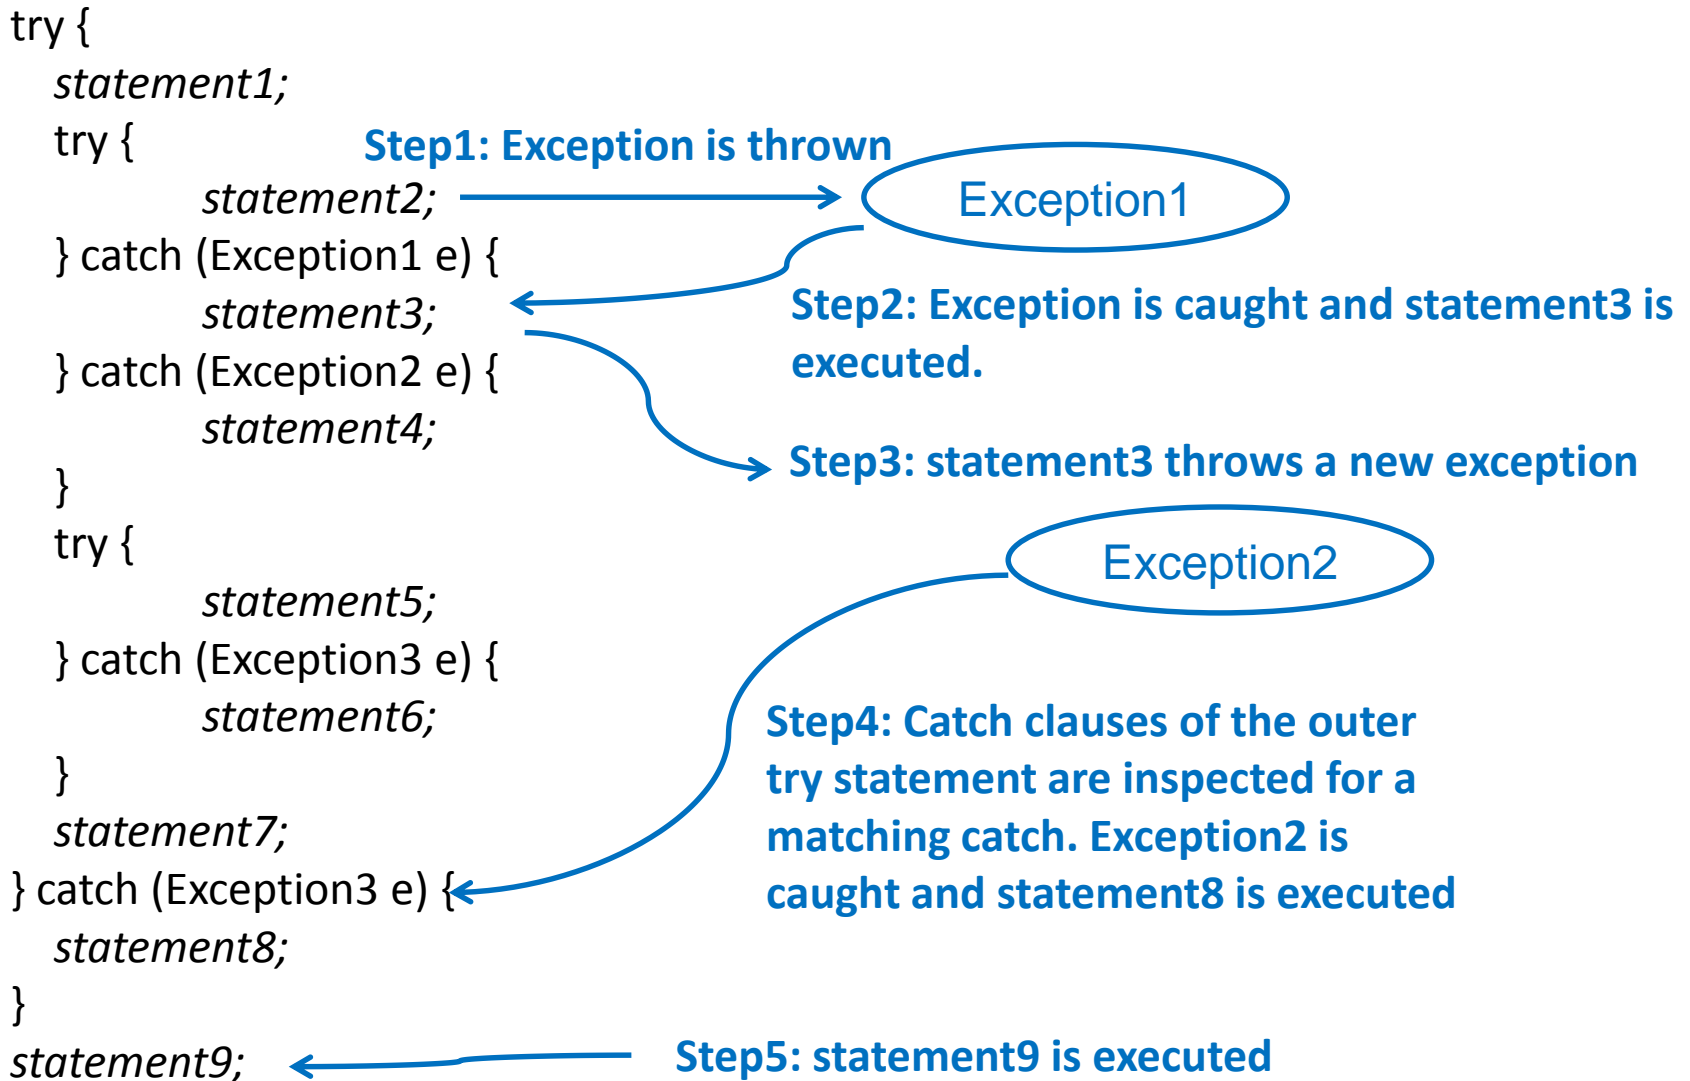 try {
statement1;
try {
Step1: Exception is thrown
statement2;
Exception1
} catch (Exception1 e) {
statement3;
Step2: Exception is caught and statement3 is
executed.
} catch (Exception2 e) {
statement4;
Step3: statement3 throws a new exception
}
try {
Exception2
statement5;
} catch (Exception3 e) {
statement6;
Step4: Catch clauses of the outer
try statement are inspected for a
matching catch. Exception2 is
caught and statement8 is executed
}
statement7;
} catch (Exception3 e) {
statement8;
}
statement9;
Step5: statement9 is executed